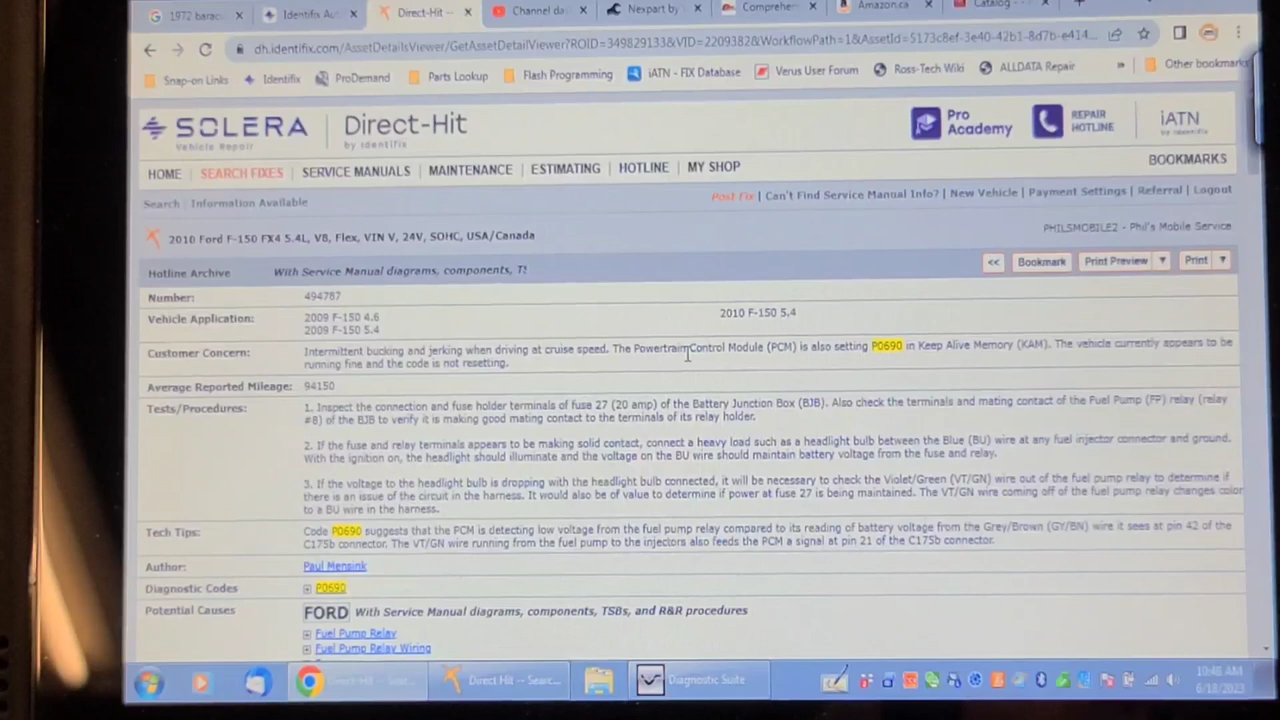 1972 barac
Identifix Au
Direct-Hit --
Channel da
Nexpart by
Comprehe
Amazon.ca
Catalog -
dh.identifix.com/AssetDetailsViewer/GetAssetDetailViewer?ROID=349829133&VID=2209382&WorkflowPath=1&AssetId=5173c8ef-3e40-42b1-8d7b-e414...
Snap-on Links
Identifix
ProDemand
Parts Lookup
Flash Programming
iATN - FIX Database
Verus User Forum
Ross-Tech Wiki
ALLDATA Repair
»
Other bookmarks
SOLERA
Vehicle Repair
Direct-Hit
by Identifix
Pro Academy
REPAIR HOTLINE
iATN
by identifix
HOME | SEARCH FIXES | SERVICE MANUALS | MAINTENANCE | ESTIMATING | HOTLINE | MY SHOP
BOOKMARKS
Search | Information Available
Post Fix | Can't Find Service Manual Info? | New Vehicle | Payment Settings | Referral | Logout
2010 Ford F-150 FX4 5.4L, V8, Flex, VIN V, 24V, SOHC, USA/Canada
PHILSMOBILE2 - Phil's Mobile Service
Hotline Archive
With Service Manual diagrams, components, T!
<<
Bookmark
Print Preview
Print
Number: 494787
Vehicle Application: 2009 F-150 4.6
2010 F-150 5.4
2009 F-150 5.4
Customer Concern: Intermittent bucking and jerking when driving at cruise speed. The Powertrain Control Module (PCM) is also setting P0690 in Keep Alive Memory (KAM). The vehicle currently appears to be
running fine and the code is not resetting.
Average Reported Mileage: 94150
Tests/Procedures: 1. Inspect the connection and fuse holder terminals of fuse 27 (20 amp) of the Battery Junction Box (BJB). Also check the terminals and mating contact of the Fuel Pump (FP) relay (relay
#8) of the BJB to verify it is making good mating contact to the terminals of its relay holder.
2. If the fuse and relay terminals appears to be making solid contact, connect a heavy load such as a headlight bulb between the Blue (BU) wire at any fuel injector connector and ground.
With the ignition on, the headlight should illuminate and the voltage on the BU wire should maintain battery voltage from the fuse and relay.
3. If the voltage to the headlight bulb is dropping with the headlight bulb connected, it will be necessary to check the Violet/Green (VT/GN) wire out of the fuel pump relay to determine if
there is an issue of the circuit in the harness. It would also be of value to determine if power at fuse 27 is being maintained. The VT/GN wire coming off of the fuel pump relay changes color
to a BU wire in the harness.
Tech Tips: Code P0690 suggests that the PCM is detecting low voltage from the fuel pump relay compared to its reading of battery voltage from the Grey/Brown (GY/BN) wire it sees at pin 42 of the
C175b connector. The VT/GN wire running from the fuel pump to the injectors also feeds the PCM a signal at pin 21 of the C175b connector.
Author: Paul Mensink
Diagnostic Codes P0690
Potential Causes FORD With Service Manual diagrams, components, TSBs, and R&R procedures
Fuel Pump Relay
Fuel Pump Relay Wiring
Direct Hit -- Sear...
Direct Hit -- Searc...
Diagnostic Suite
10:46 AM
6/18/2023